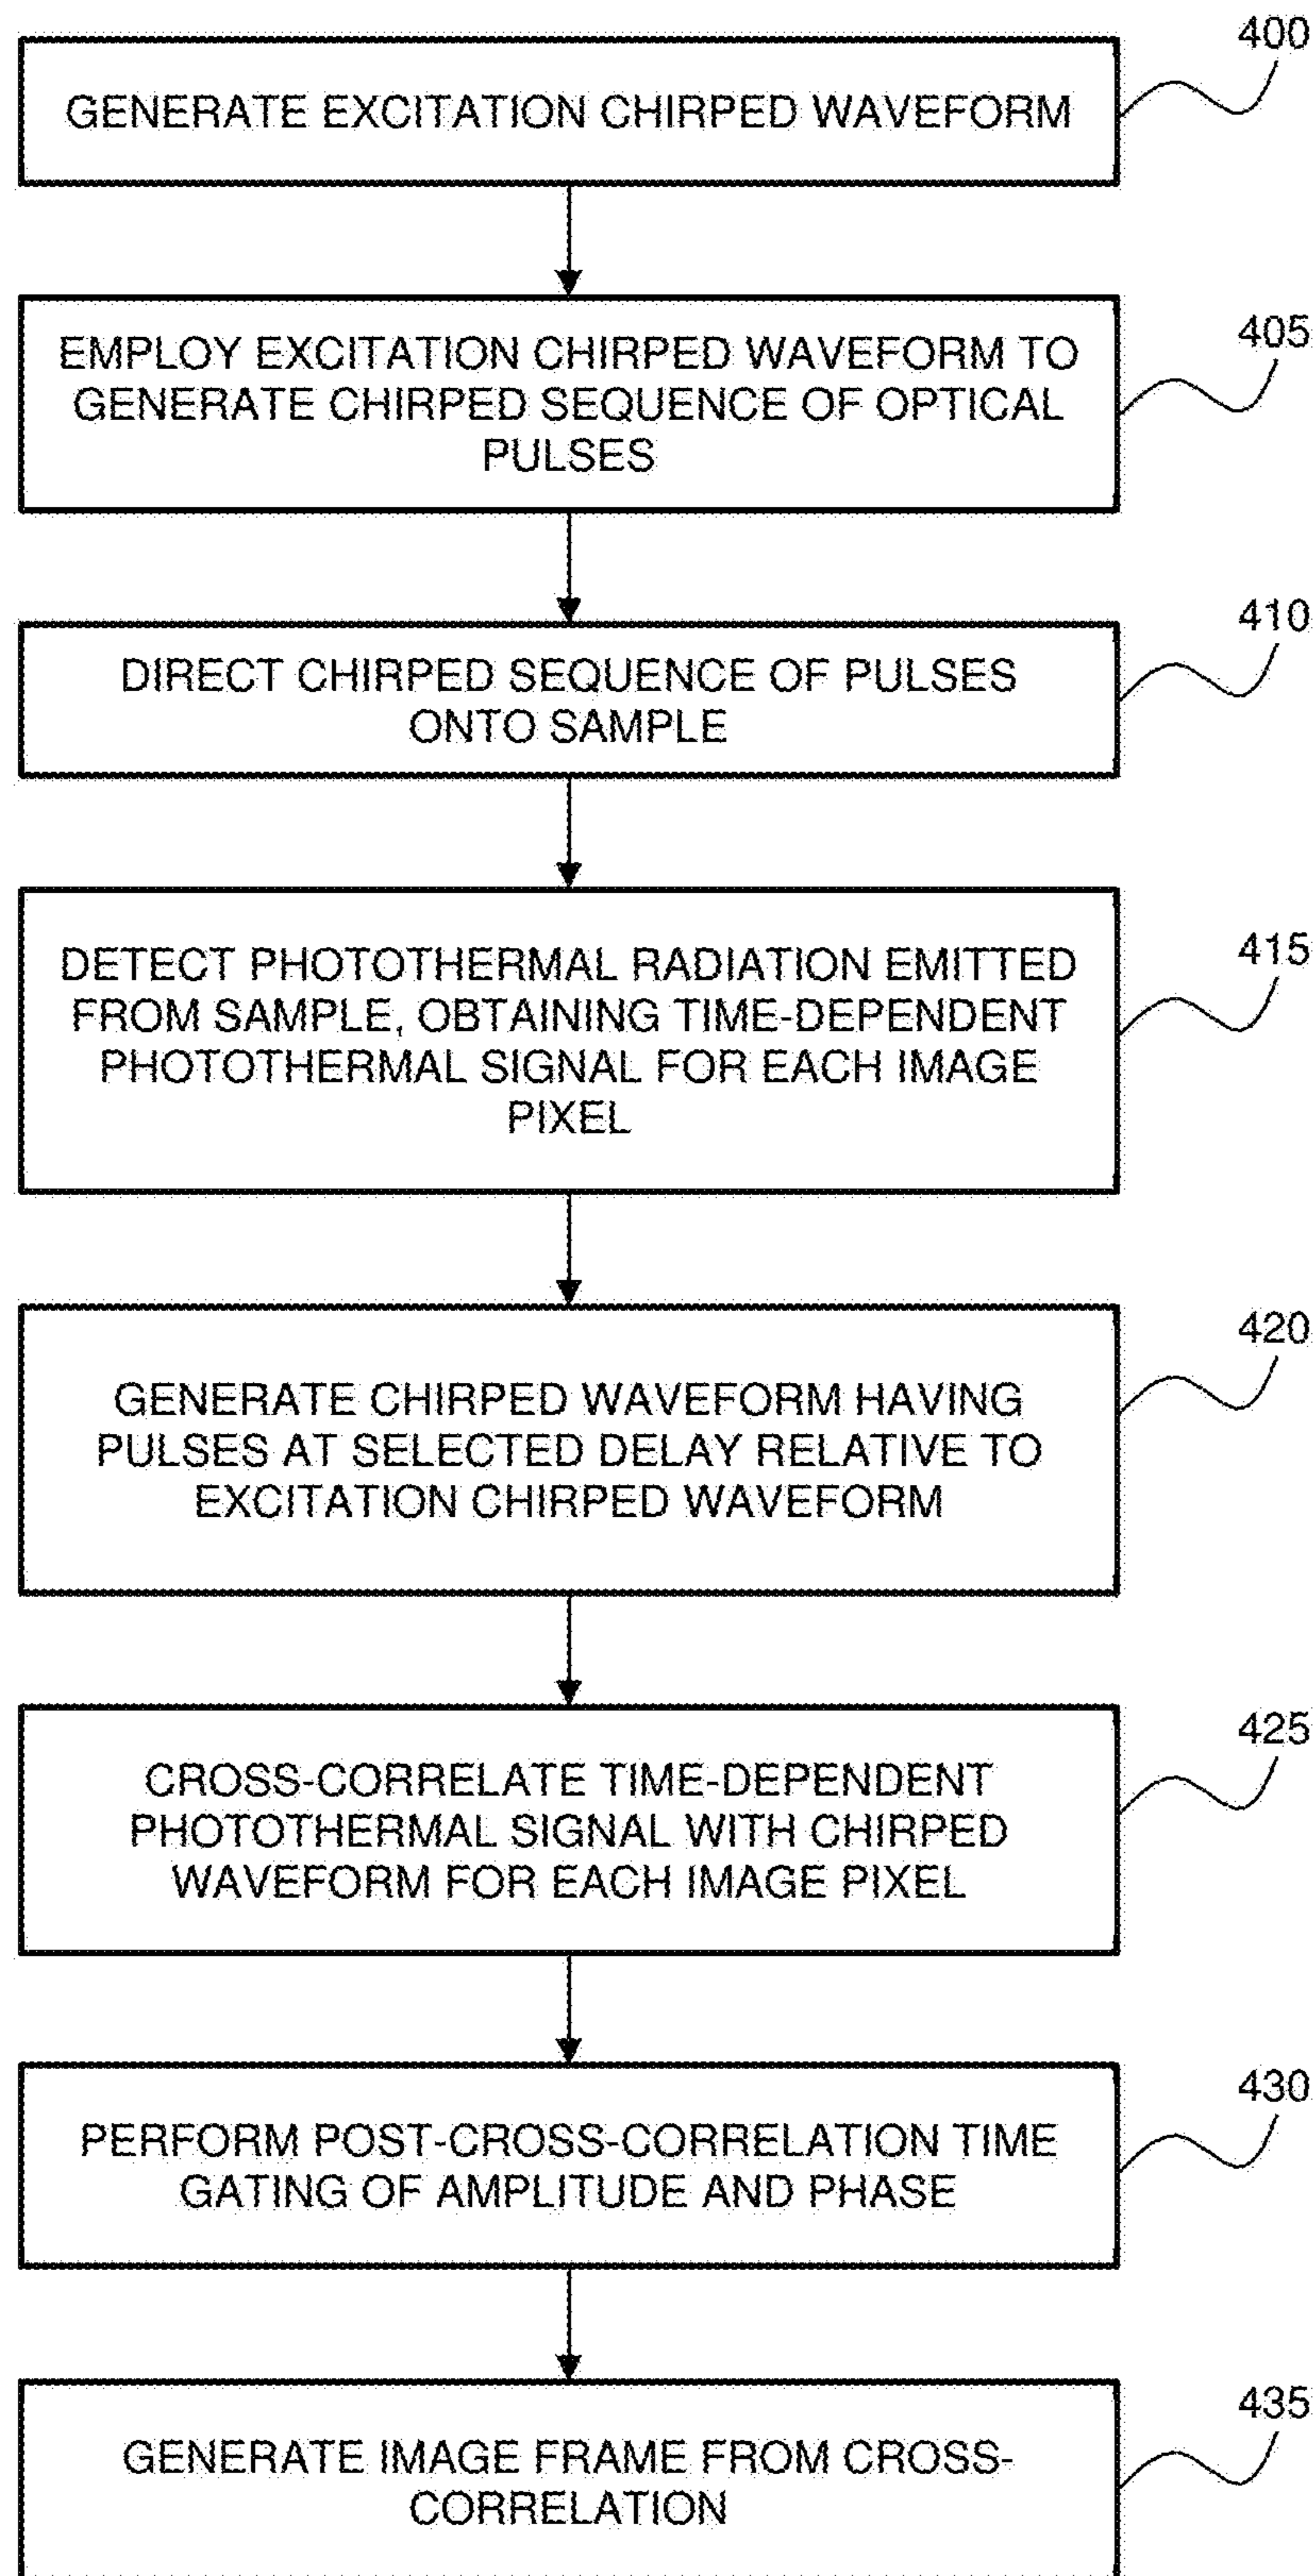 400
GENERATE EXCITATION CHIRPED WAVEFORM
405
EMPLOY EXCITATION CHIRPED WAVEFORM TO
GENERATE CHIRPED SEQUENCE OF OPTICAL
PULSES
410
DIRECT CHIRPED SEQUENCE OF PULSES
ONTO SAMPLE
415
DETECT PHOTOTHERMAL RADIATION EMITTED
FROM SAMPLE, OBTAINING TIME-DEPENDENT
PHOTOTHERMAL SIGNAL FOR EACH IMAGE
PIXEL
420
GENERATE CHIRPED WAVEFORM HAVING
PULSES AT SELECTED DELAY RELATIVE TO
EXCITATION CHIRPED WAVEFORM
425
CROSS-CORRELATE TIME-DEPENDENT
PHOTOTHERMAL SIGNAL WITH CHIRPED
WAVEFORM FOR EACH IMAGE PIXEL
430
PERFORM POST-CROSS-CORRELATION TIME
GATING OF AMPLITUDE AND PHASE
435
GENERATE IMAGE FRAME FROM CROSS-
CORRELATION